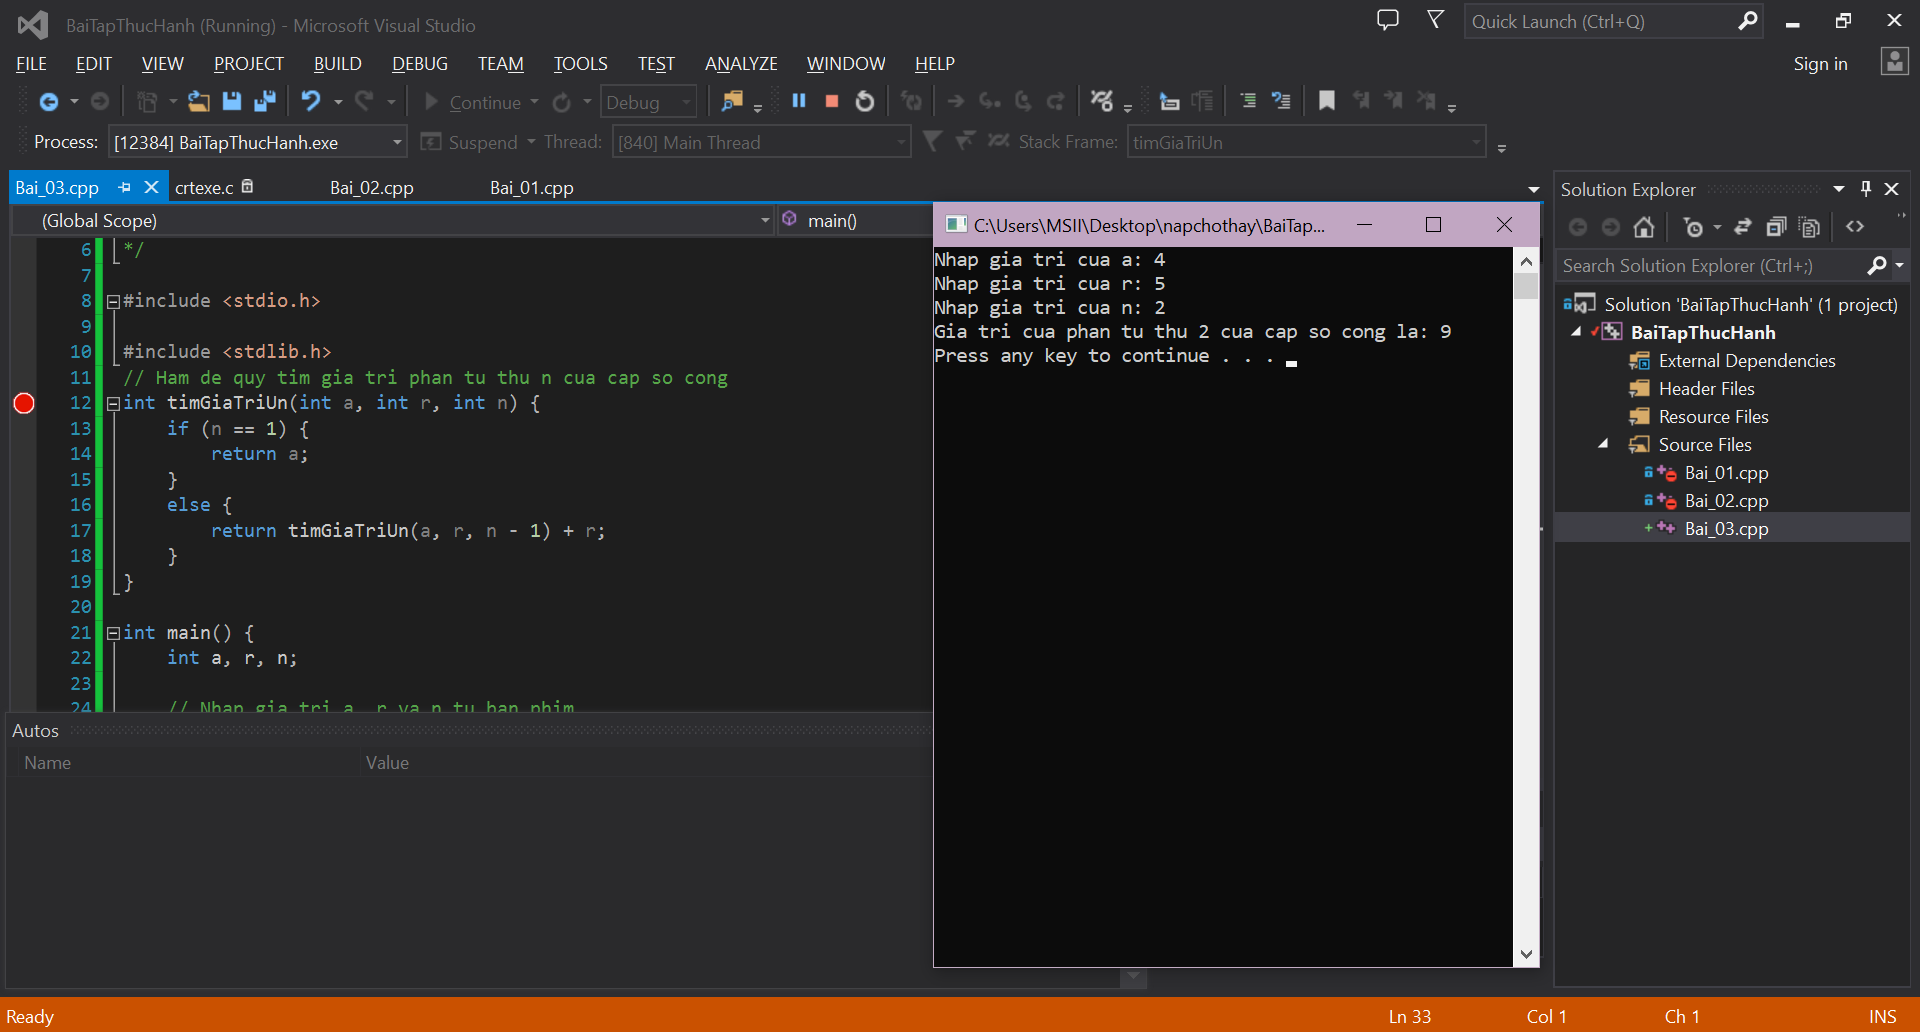 BaiTapThucHanh (Running) - Microsoft Visual Studio
Quick Launch (Ctrl+Q)
FILE EDIT VIEW PROJECT BUILD DEBUG TEAM TOOLS TEST ANALYZE WINDOW HELP
Sign in
Continue
Debug
Process: [12384] BaiTapThucHanh.exe
Suspend
Thread: [840] Main Thread
Stack Frame: timGiaTriUn
Bai_03.cpp crtexe.c Bai_02.cpp Bai_01.cpp
(Global Scope) main()
6 */
7
8 #include <stdio.h>
9
10 #include <stdlib.h>
11 // Ham de quy tim gia tri phan tu thu n cua cap so cong
12 int timGiaTriUn(int a, int r, int n) {
13 if (n == 1) {
14 return a;
15 }
16 else {
17 return timGiaTriUn(a, r, n - 1) + r;
18 }
19 }
20
21 int main() {
22 int a, r, n;
23
24 // Nhap gia tri a, r va n tu ban phim
C:\Users\MSII\Desktop\napchothay\BaiTap...
Nhap gia tri cua a: 4
Nhap gia tri cua r: 5
Nhap gia tri cua n: 2
Gia tri cua phan tu thu 2 cua cap so cong la: 9
Press any key to continue . . .
Solution Explorer
Search Solution Explorer (Ctrl+;)
Solution 'BaiTapThucHanh' (1 project)
BaiTapThucHanh
External Dependencies
Header Files
Resource Files
Source Files
Bai_01.cpp
Bai_02.cpp
Bai_03.cpp
Autos
Name Value
Ready Ln 33 Col 1 Ch 1 INS